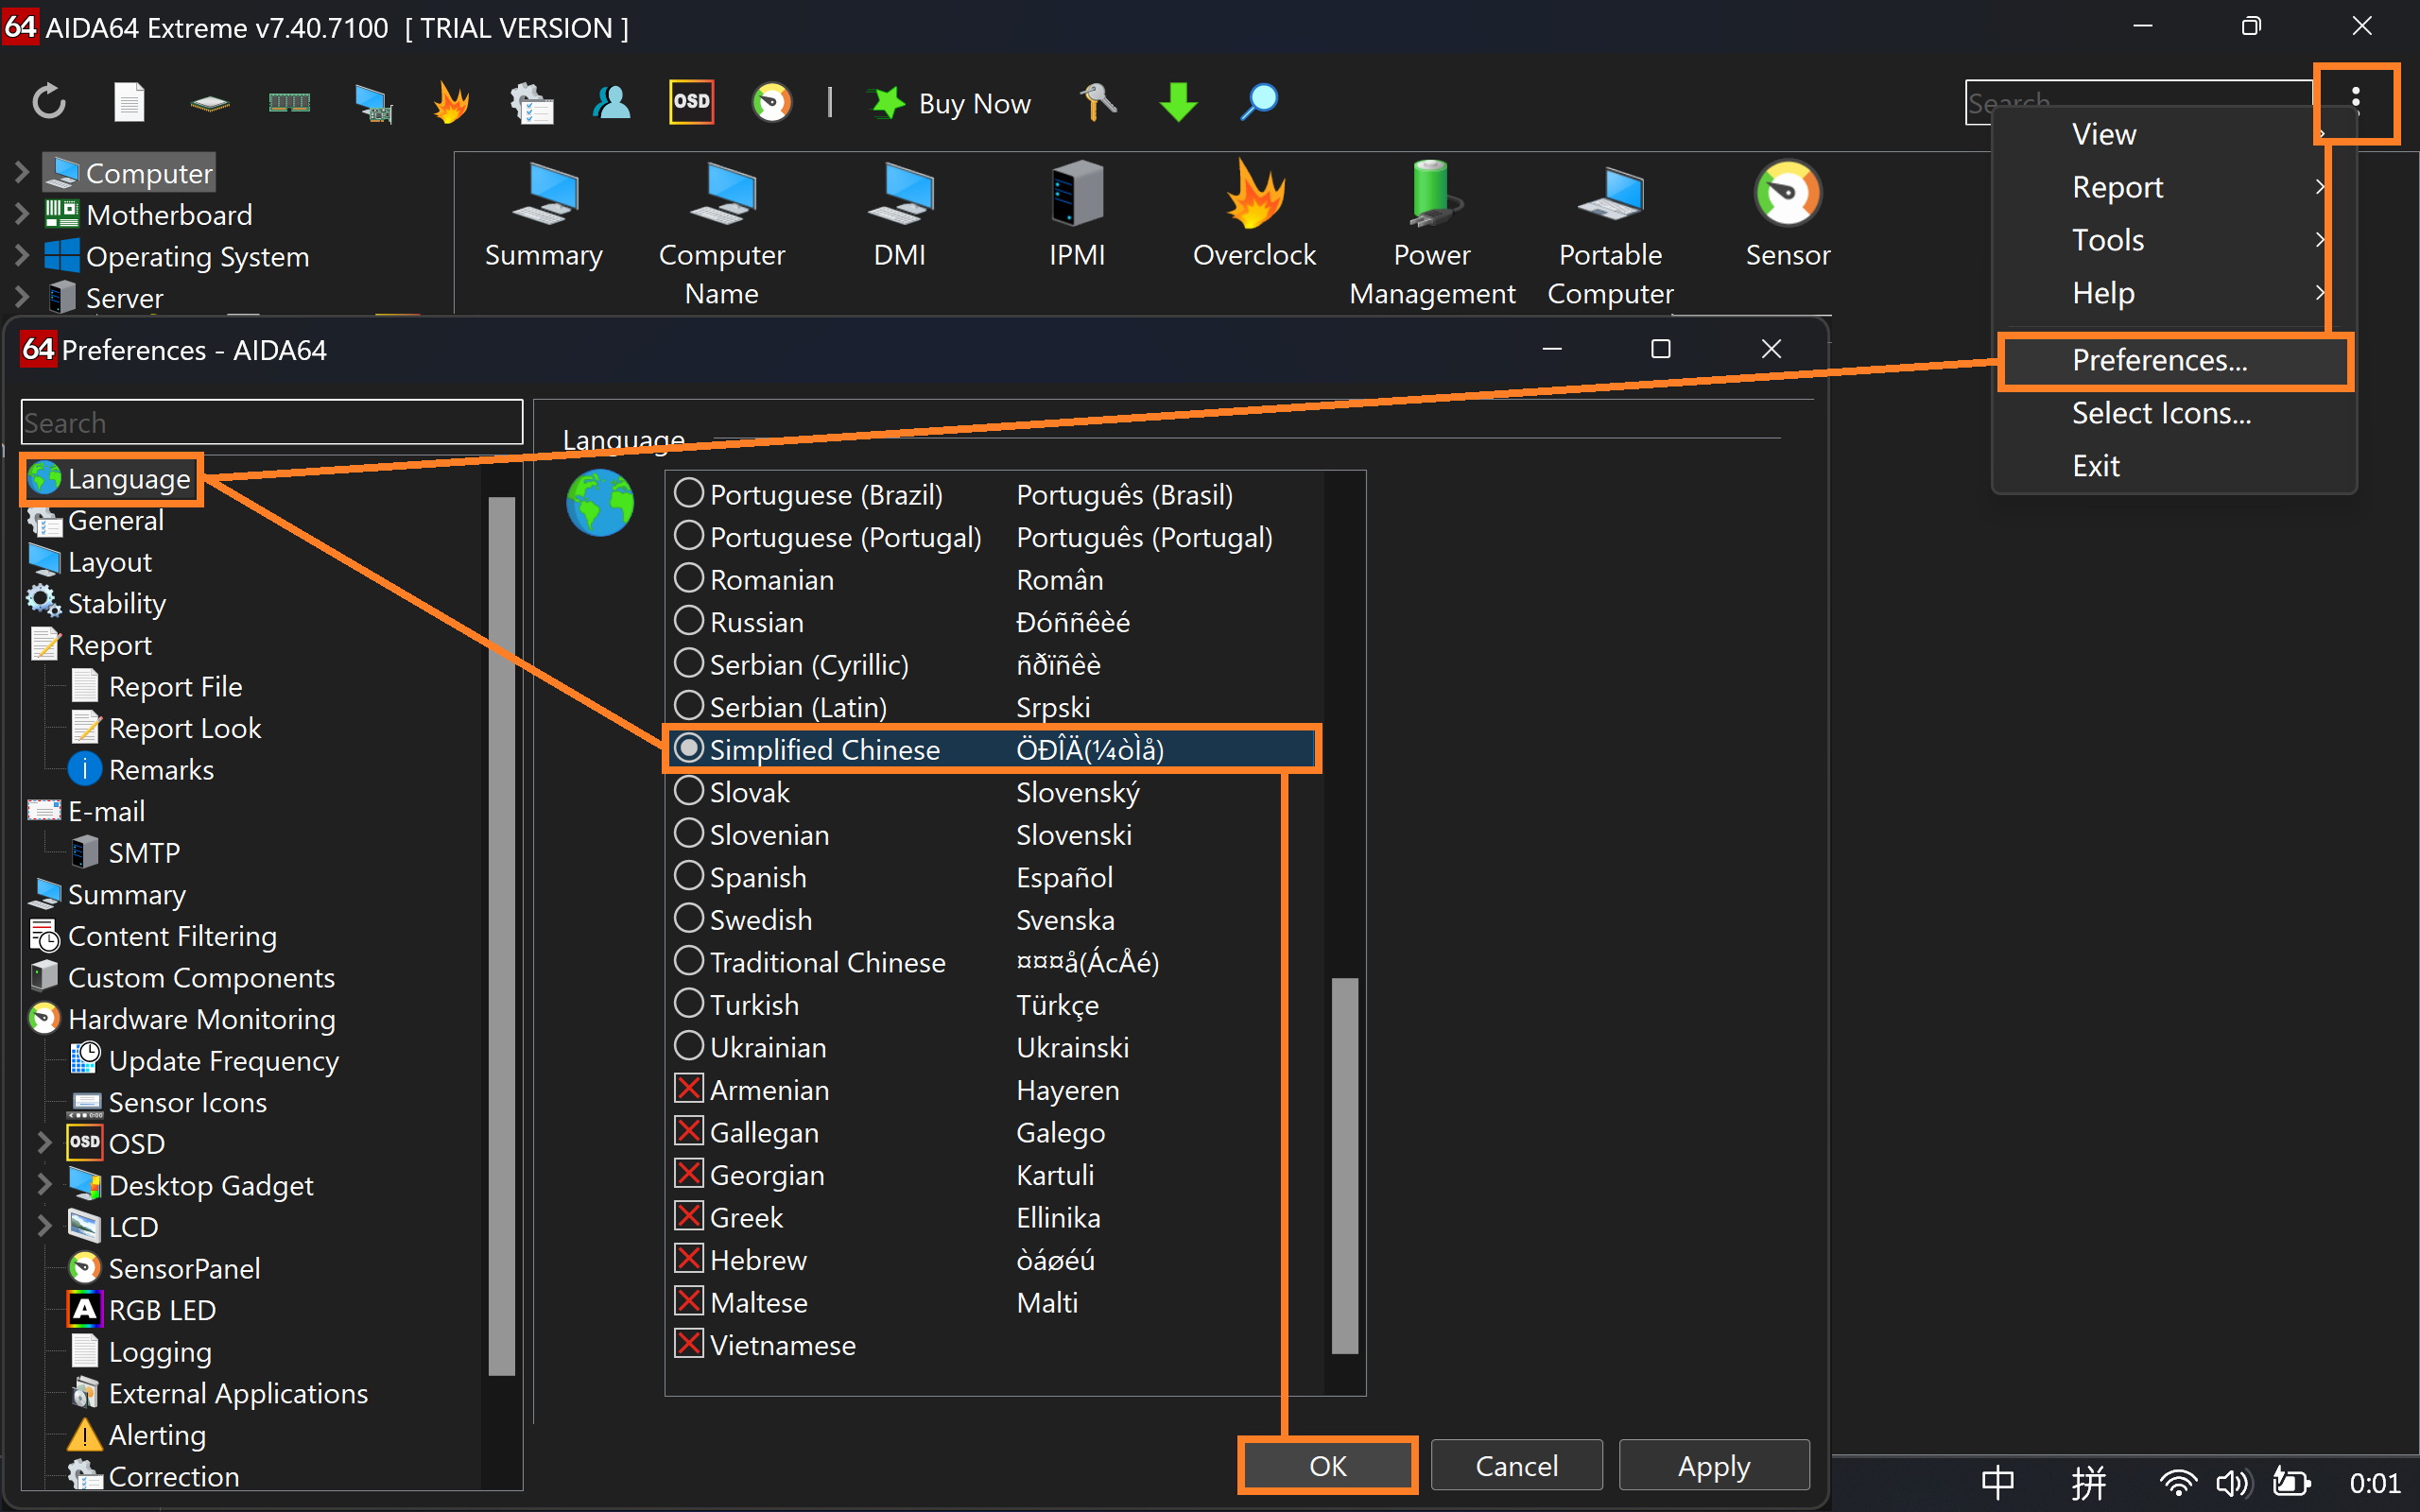 64 AIDA64 Extreme v7.40.7100 [ TRIAL VERSION ]
OSD
Buy Now
Search
View
Report
Tools
Help
Preferences...
Select Icons...
Exit
Computer
Motherboard
Operating System
Server
Summary
Computer
Name
DMI
IPMI
Overclock
Power
Management
Portable
Computer
Sensor
64 Preferences - AIDA64
Search
Language
General
Layout
Stability
Report
Report File
Report Look
Remarks
E-mail
SMTP
Summary
Content Filtering
Custom Components
Hardware Monitoring
Update Frequency
Sensor Icons
OSD OSD
Desktop Gadget
LCD
SensorPanel
A RGB LED
Logging
External Applications
Alerting
Correction
Language
Portuguese (Brazil) Português (Brasil)
Portuguese (Portugal) Português (Portugal)
Romanian Român
Russian Ðóññêèé
Serbian (Cyrillic) ñðïñêè
Serbian (Latin) Srpski
Simplified Chinese ÖÐÎÄ(¼òÌå)
Slovak Slovenský
Slovenian Slovenski
Spanish Español
Swedish Svenska
Traditional Chinese ¤¤¤å(ÁcÅé)
Turkish Türkçe
Ukrainian Ukrainski
Armenian Hayeren
Gallegan Galego
Georgian Kartuli
Greek Ellinika
Hebrew òáøéú
Maltese Malti
Vietnamese
OK Cancel Apply
中 拼 0:01